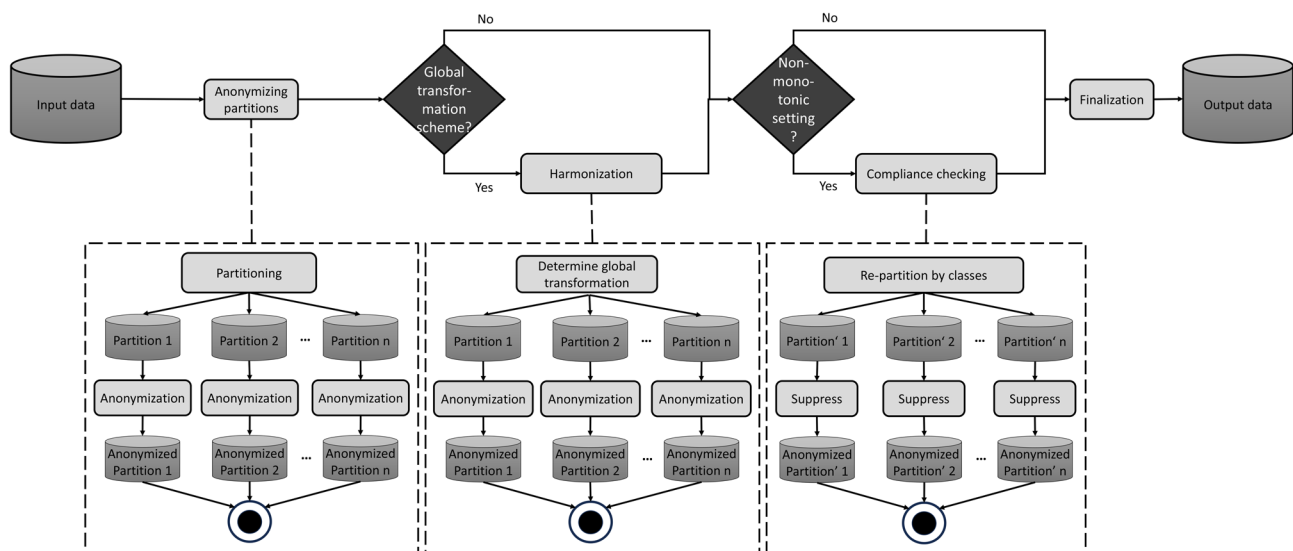 No
No
Input data
Anonymizing
partitions
Global
transfor-
mation
scheme?
Non-
mono-
tonic
setting
?
Finalization
Output data
Yes
Harmonization
Yes
Compliance checking
Partitioning
Partition 1
Partition 2
...
Partition n
Anonymization
Anonymization
Anonymization
Anonymized
Partition 1
Anonymized
Partition 2
...
Anonymized
Partition n
Determine global
transformation
Partition 1
Partition 2
...
Partition n
Anonymization
Anonymization
Anonymization
Anonymized
Partition 1
Anonymized
Partition 2
...
Anonymized
Partition n
Re-partition by classes
Partition‘ 1
Partition‘ 2
...
Partition‘ n
Suppress
Suppress
Suppress
Anonymized
Partition’ 1
Anonymized
Partition’ 2
...
Anonymized
Partition’ n